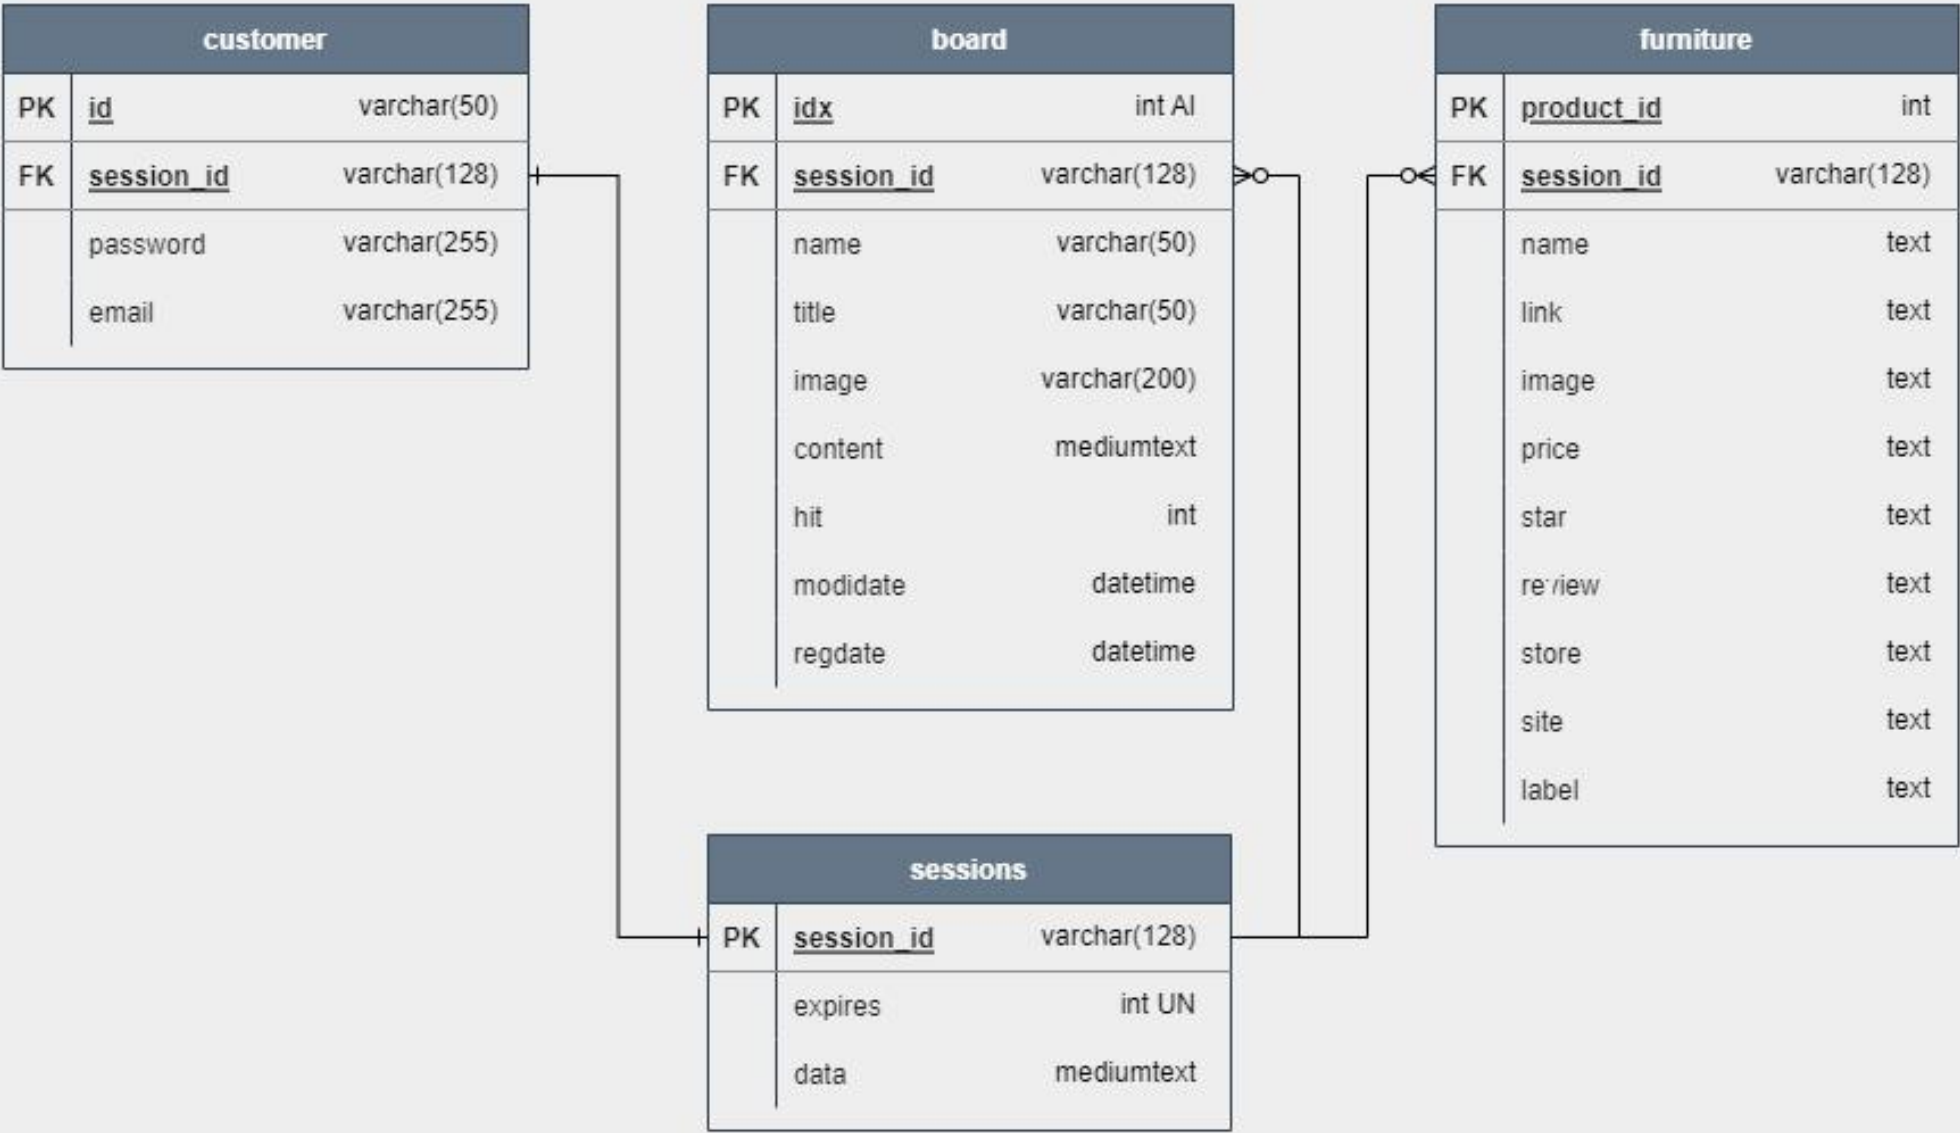 customer
PK id varchar(50)
FK session_id varchar(128)
password varchar(255)
email varchar(255)
board
PK idx int AI
FK session_id varchar(128)
name varchar(50)
title varchar(50)
image varchar(200)
content mediumtext
hit int
modidate datetime
regdate datetime
furniture
PK product_id int
FK session_id varchar(128)
name text
link text
image text
price text
star text
review text
store text
site text
label text
sessions
PK session_id varchar(128)
expires int UN
data mediumtext